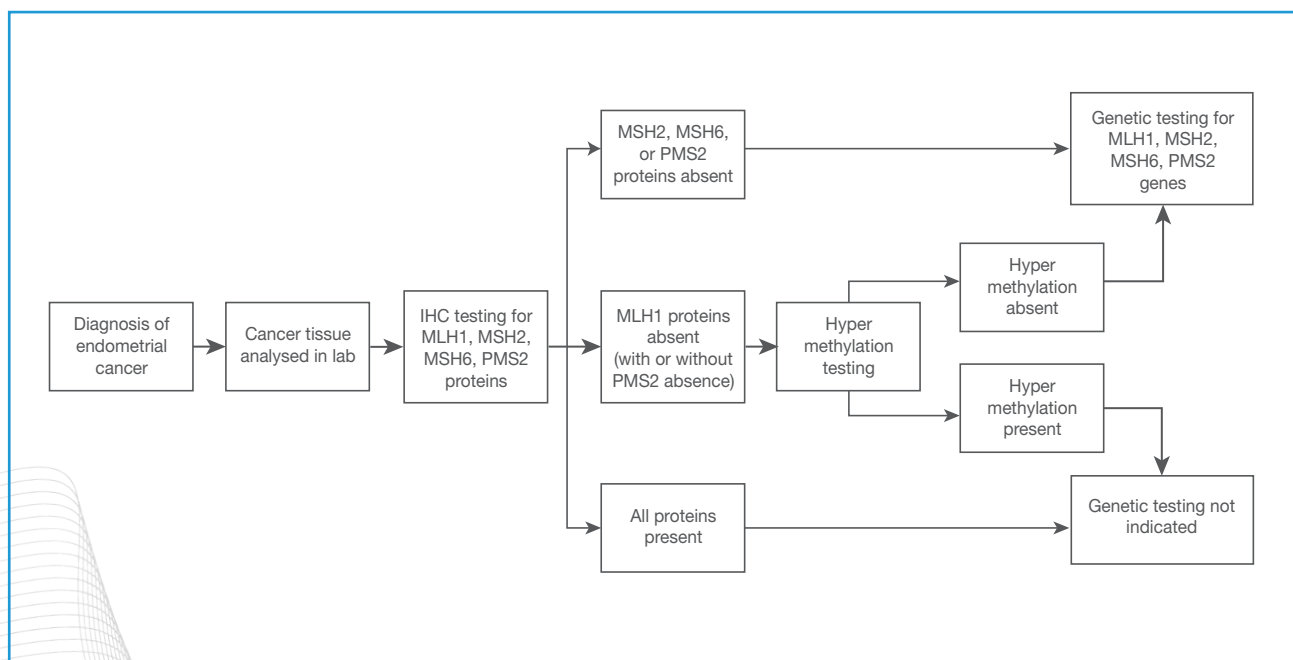 Diagnosis of
endometrial
cancer
Cancer tissue
analysed in lab
IHC testing for
MLH1, MSH2,
MSH6, PMS2
proteins
MSH2, MSH6,
or PMS2
proteins absent
MLH1 proteins
absent
(with or without
PMS2 absence)
All proteins
present
Hyper
methylation
testing
Hyper
methylation
absent
Hyper
methylation
present
Genetic testing for
MLH1, MSH2,
MSH6, PMS2
genes
Genetic testing not
indicated